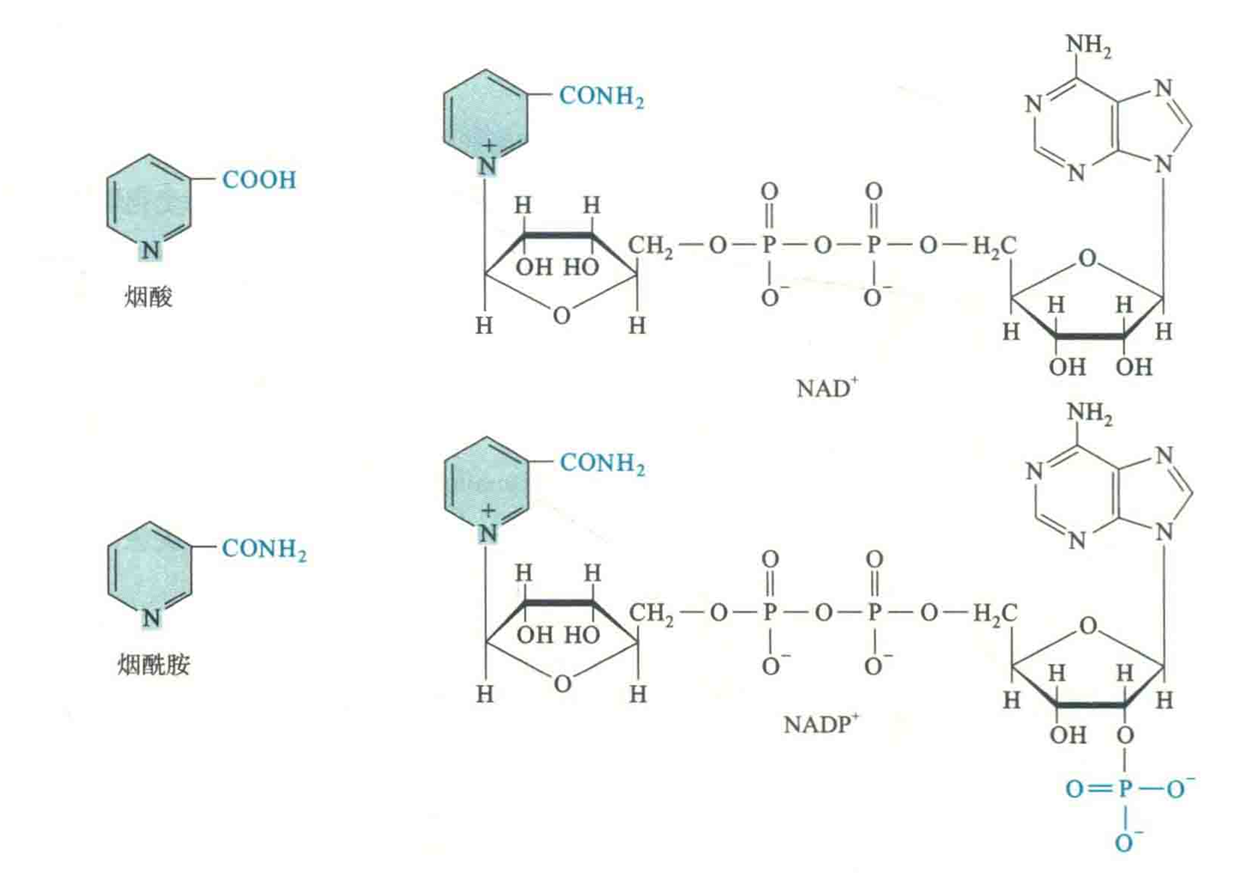 COOH
N
烟酸
CONH₂
N⁺
H H
OH HO
H O H
CH₂—O—P—O—P—O—H₂C
O O
O⁻ O⁻
NH₂
N N
N N
O
H H H H
OH OH
NAD⁺
CONH₂
N
烟酰胺
CONH₂
N⁺
H H
OH HO
H O H
CH₂—O—P—O—P—O—H₂C
O O
O⁻ O⁻
NH₂
N N
N N
O
H H H H
OH O
O=P—O⁻
O⁻
NADP⁺